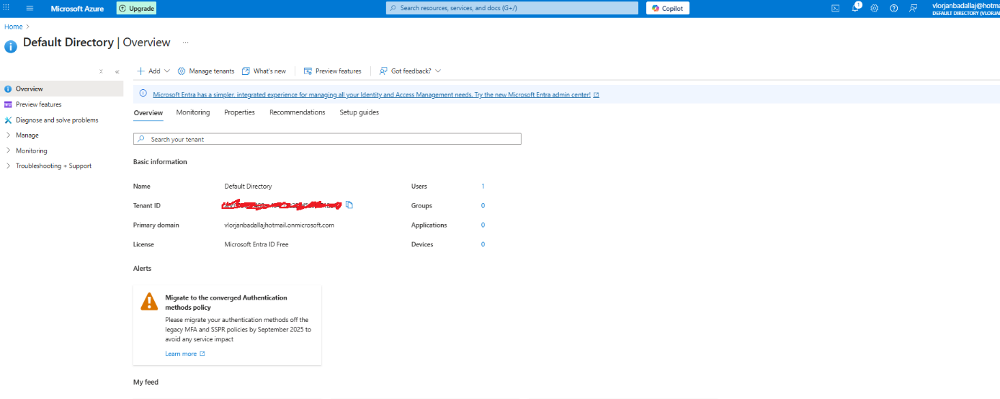 Microsoft Azure
Upgrade
Search resources, services, and docs (G+/)
Copilot
1
vlorjanbadallaj@hotma
DEFAULT DIRECTORY (VLORJAN
Home >
Default Directory | Overview ...
Add
Manage tenants
What's new
Preview features
Got feedback?
Overview
Preview features
Diagnose and solve problems
Manage
Monitoring
Troubleshooting + Support
Microsoft Entra has a simpler, integrated experience for managing all your Identity and Access Management needs. Try the new Microsoft Entra admin center!
Overview Monitoring Properties Recommendations Setup guides
Search your tenant
Basic information
Name Default Directory Users 1
Tenant ID Groups 0
Primary domain vlorjanbadallajhotmail.onmicrosoft.com Applications 0
License Microsoft Entra ID Free Devices 0
Alerts
Migrate to the converged Authentication
methods policy
Please migrate your authentication methods off the
legacy MFA and SSPR policies by September 2025 to
avoid any service impact
Learn more
My feed